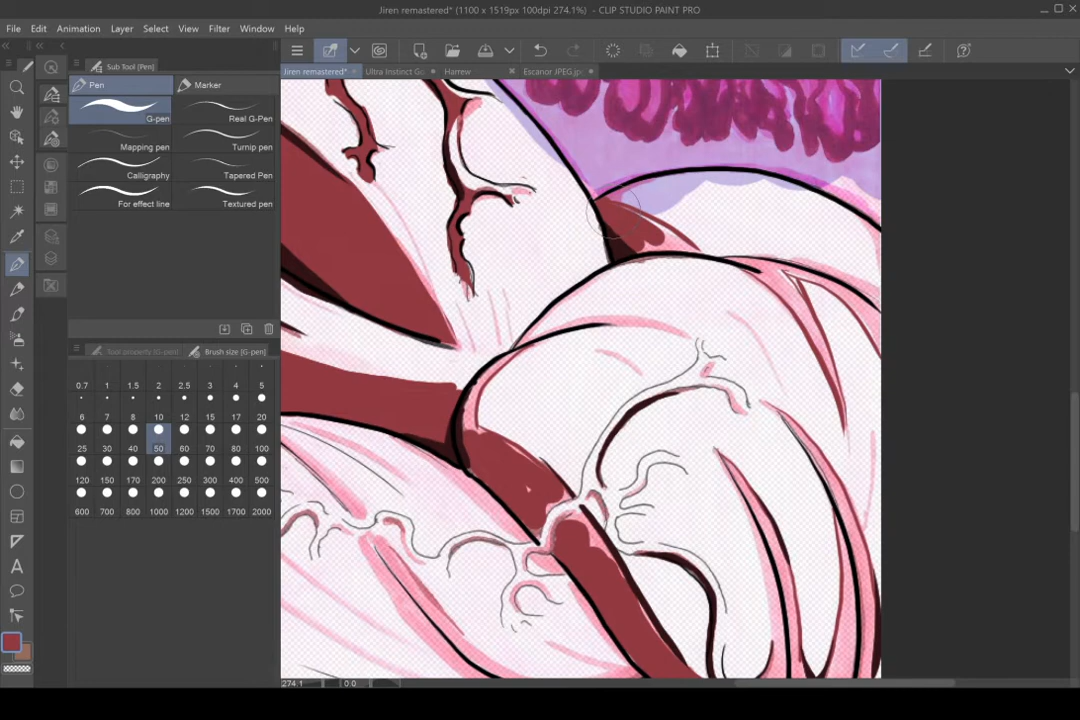 Jiren remastered* (1100 x 1519px 100dpi 274.1%) - CLIP STUDIO PAINT PRO
File Edit Animation Layer Select View Filter Window Help
Sub Tool [Pen]
Jiren remastered* Ultra Instinct Go Harrew Escanor JPEG.jp
Pen Marker
G-pen Real G-Pen
Mapping pen Turnip pen
Calligraphy Tapered Pen
For effect line Textured pen
Tool property [G-pen] Brush size [G-pen]
0.7 1 1.5 2 2.5 3 4 5
6 7 8 10 12 15 17 20
25 30 40 50 60 70 80 100
120 150 170 200 250 300 400 500
600 700 800 1000 1200 1500 1700 2000
274.1 0.0